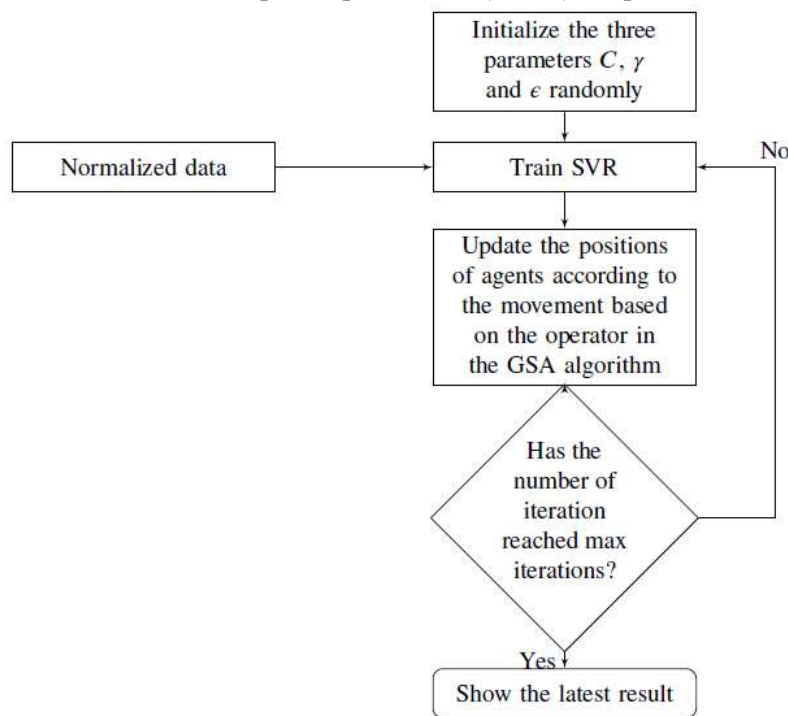 Initialize the three
parameters C, γ
and ϵ randomly
Normalized data
Train SVR
No
Update the positions
of agents according to
the movement based
on the operator in
the GSA algorithm
Has the
number of
iteration
reached max
iterations?
Yes
Show the latest result